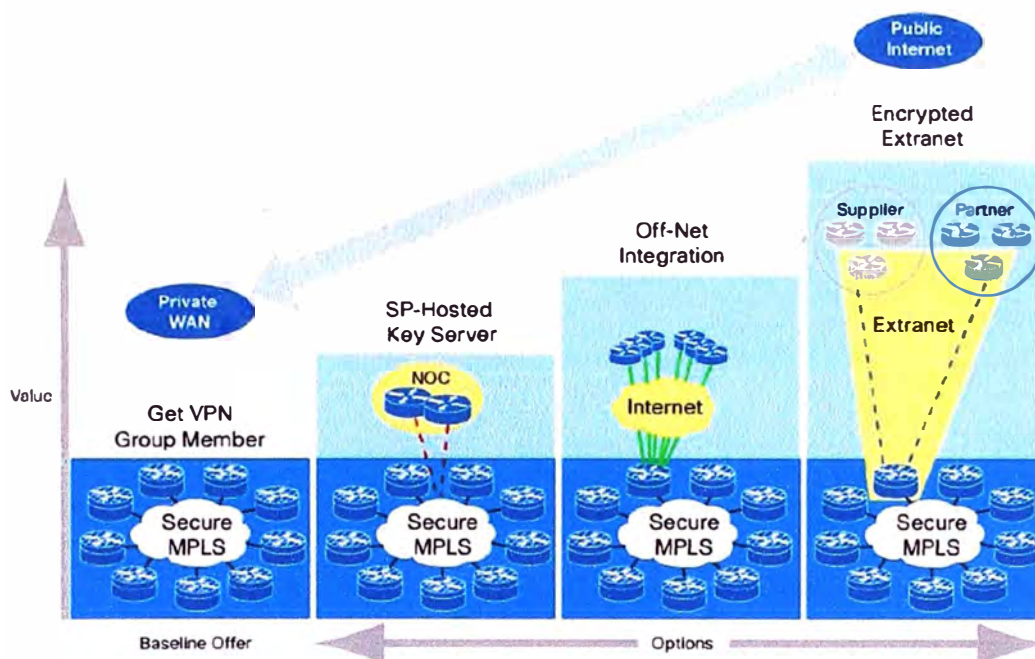 Public
Internet
Encrypted
Extranet
Supplier
Partner
Off-Net
Integration
Private
WAN
SP-Hosted
Key Server
Extranet
NOC
Value
Get VPN
Group Member
Internet
Secure
MPLS
Secure
MPLS
Secure
MPLS
Secure
MPLS
Baseline Offer
Options